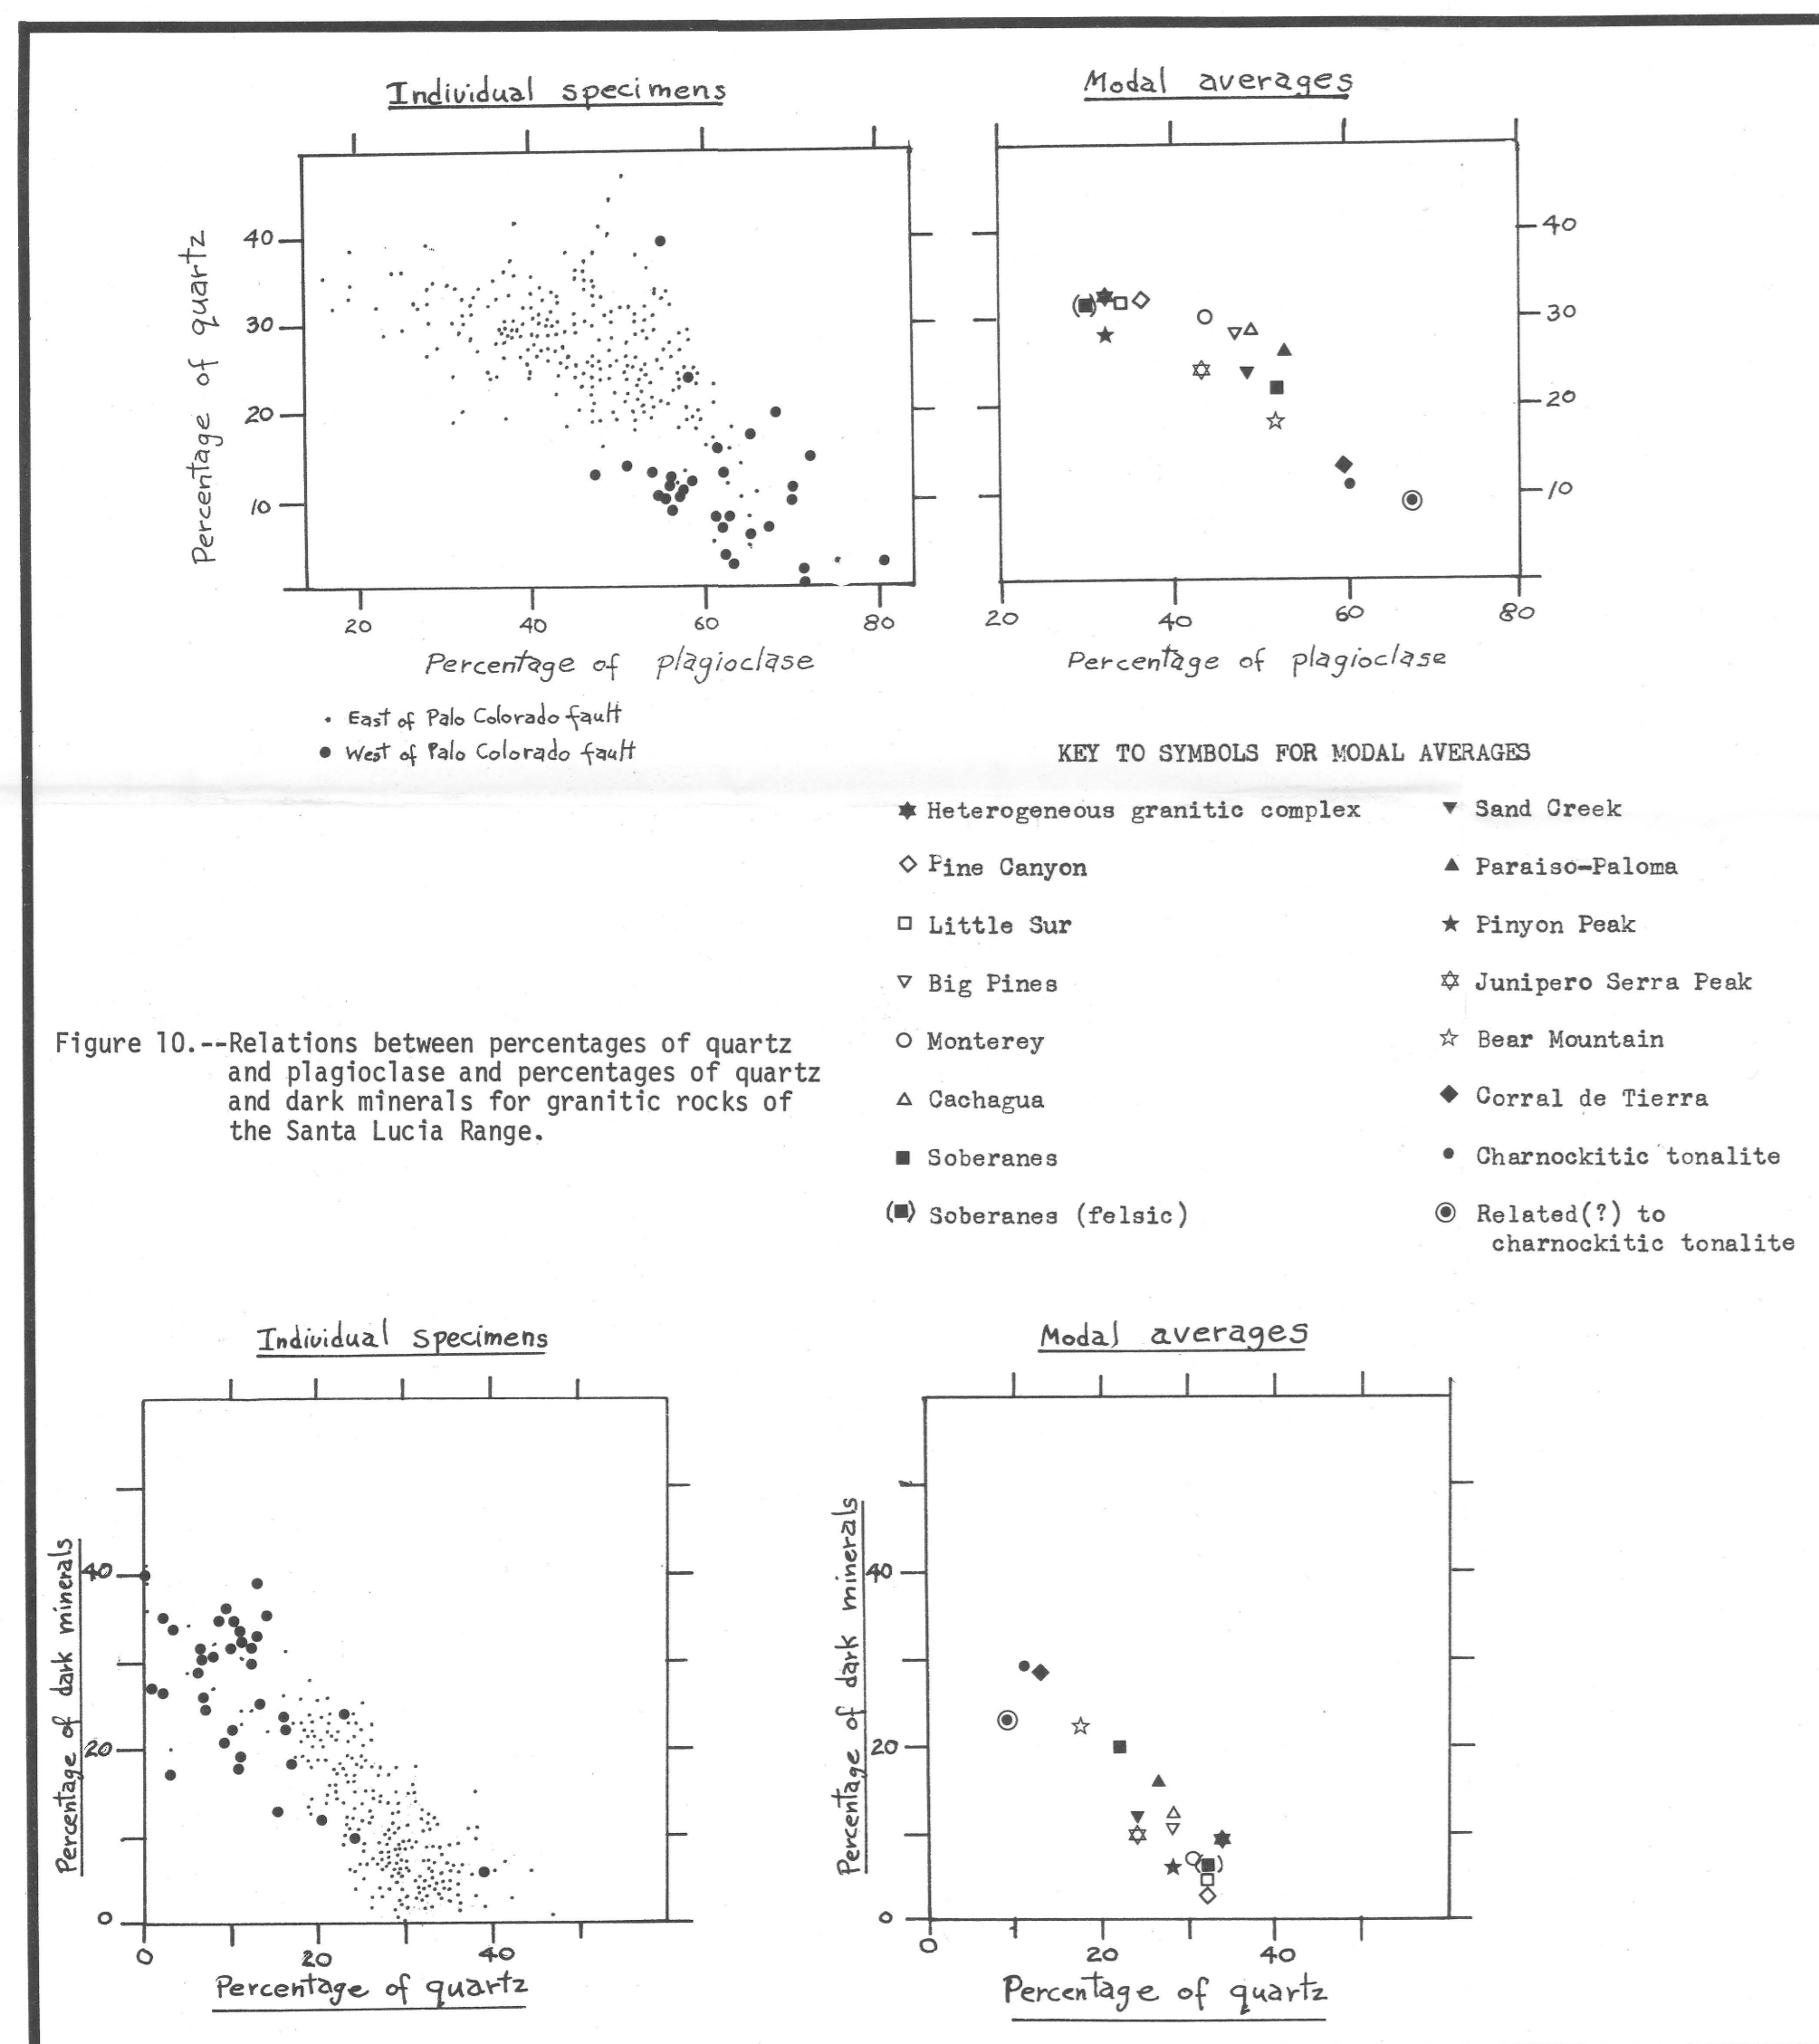 Individual specimens
Modal averages
Percentage of quartz
40
30
20
10
20
40
60
80
Percentage of plagioclase
40
30
20
10
20
40
60
80
Percentage of plagioclase
· East of Palo Colorado fault
● West of Palo Colorado fault
KEY TO SYMBOLS FOR MODAL AVERAGES
Heterogeneous granitic complex
Pine Canyon
Little Sur
Big Pines
Monterey
Cachagua
Soberanes
(■) Soberanes (felsic)
Sand Creek
Paraiso-Paloma
Pinyon Peak
Junipero Serra Peak
Bear Mountain
Corral de Tierra
Charnockitic tonalite
Related(?) to
charnockitic tonalite
Figure 10.--Relations between percentages of quartz
and plagioclase and percentages of quartz
and dark minerals for granitic rocks of
the Santa Lucia Range.
Individual Specimens
Modal averages
Percentage of dark minerals
40
20
0
0
20
40
Percentage of quartz
Percentage of dark minerals
40
20
0
0
20
40
Percentage of quartz